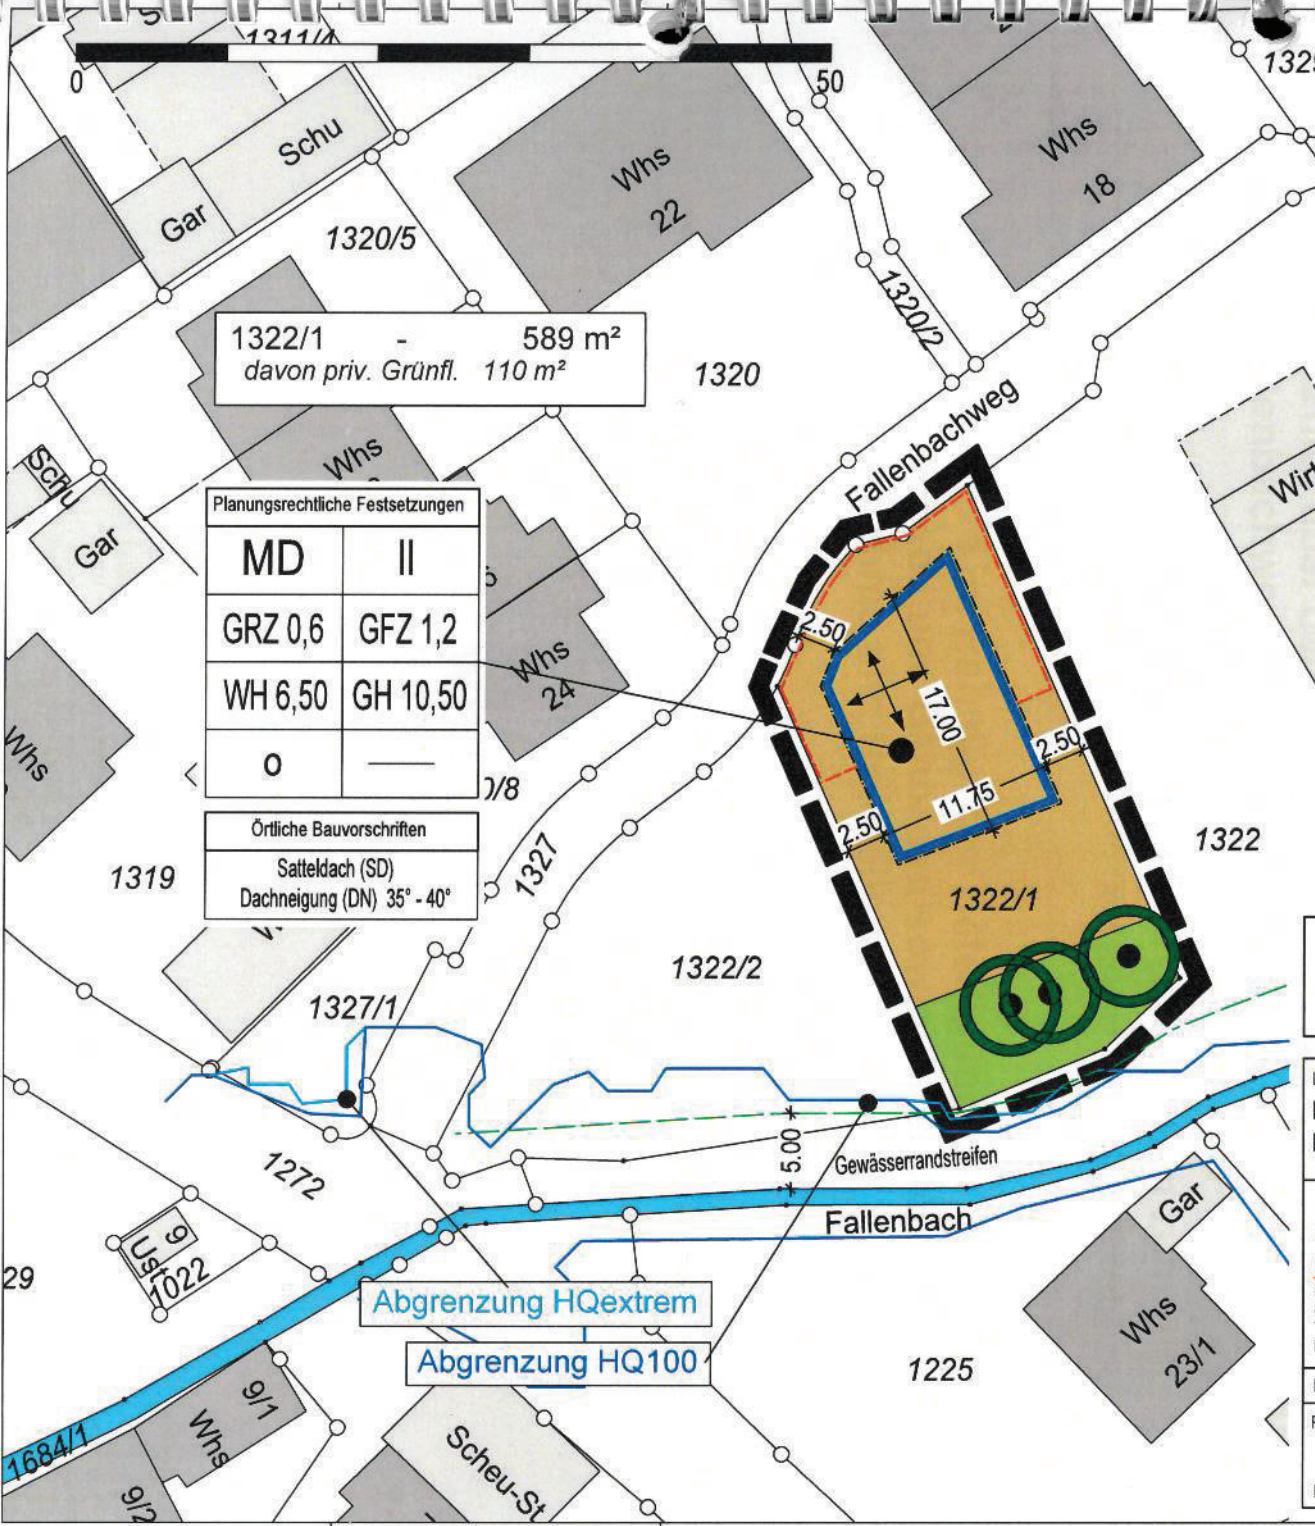 1311/4
0
50
Schu
Gar
Whs
22
Whs
18
1320/5
1320/2
1322/1 - 589 m²
davon priv. Grünfl. 110 m²
1320
Fallenbachweg
Whs
Schu
Gar
Planungsrechtliche Festsetzungen
MD II
GRZ 0,6 GFZ 1,2
WH 6,50 GH 10,50
o
Whs
24
2.50
17.00
2.50
11.75
2.50
Whs
0/8
Örtliche Bauvorschriften
Satteldach (SD)
Dachneigung (DN) 35° - 40°
1319
1327
1322
1322/1
1322/2
1327/1
5.00
Gewässerrandstreifen
1272
Fallenbach
Gar
Ust
9
1022
29
Abgrenzung HQextrem
Abgrenzung HQ100
Whs
23/1
1225
9/1
Whs
1684/1
9/2
Scheu-St